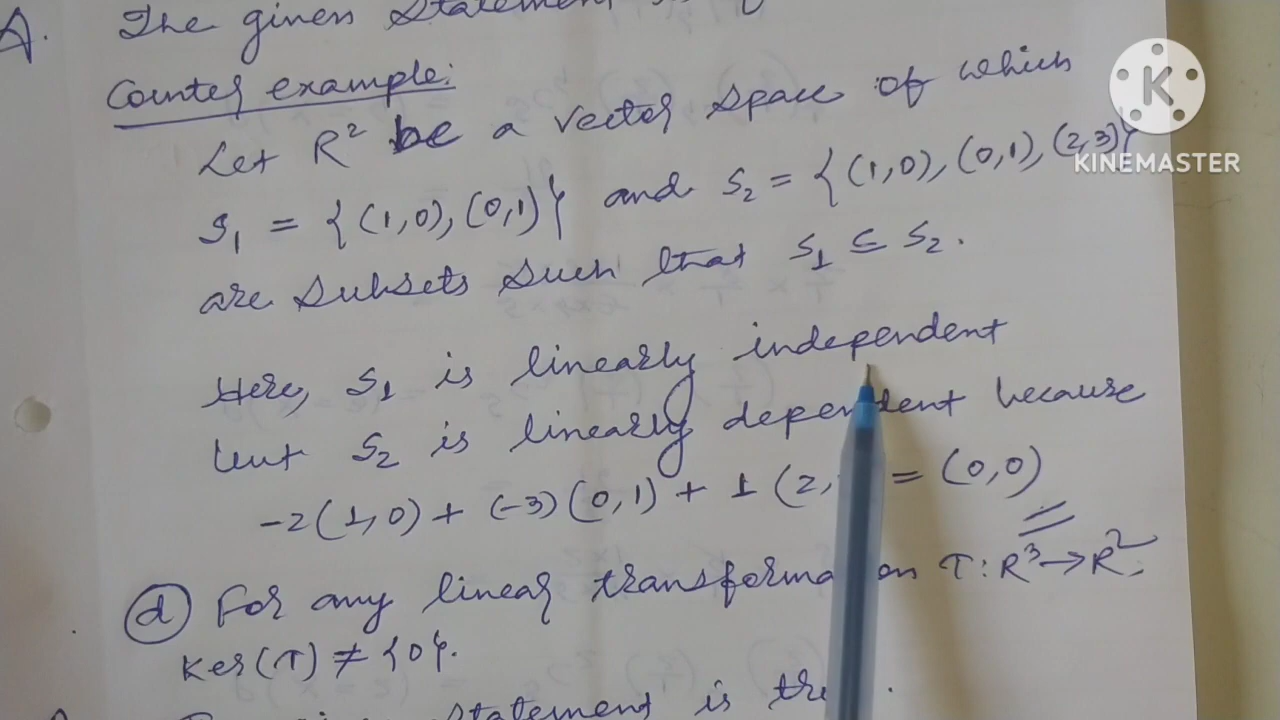 A. The given Statement is f
Counter example:
Let R² be a vector space of which
S₁ = {(1,0), (0,1)} and S₂ = {(1,0), (0,1), (2,3)}
are subsets such that S₁ ⊆ S₂.
Here, S₁ is linearly independent
but S₂ is linearly dependent because
-2(1,0) + (-3)(0,1) + 1(2, = (0,0)
(d) For any linear transforma on T: R³→R²,
Ker(T) ≠ {0}.
statement is
K
KINEMASTER